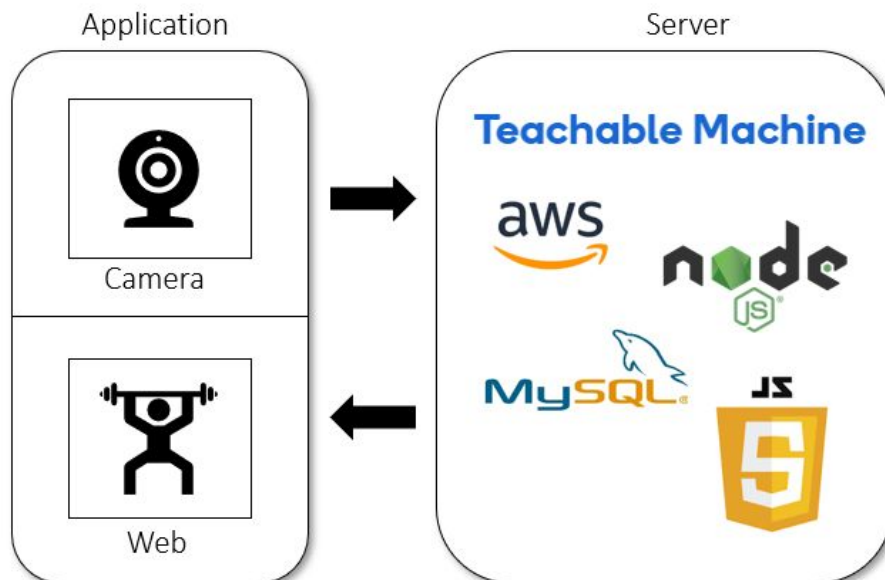 Application
Server
Camera
Web
Teachable Machine
aws
node
JS®
MySQL®
JS
5